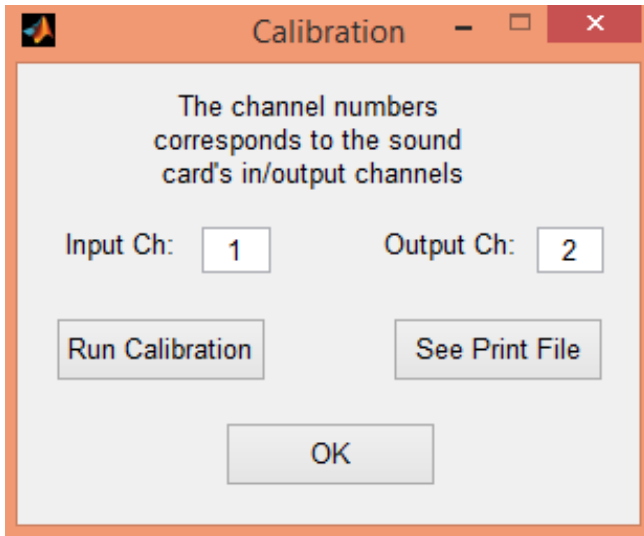 Calibration
The channel numbers
corresponds to the sound
card's in/output channels
Input Ch: 1 Output Ch: 2
Run Calibration See Print File
OK